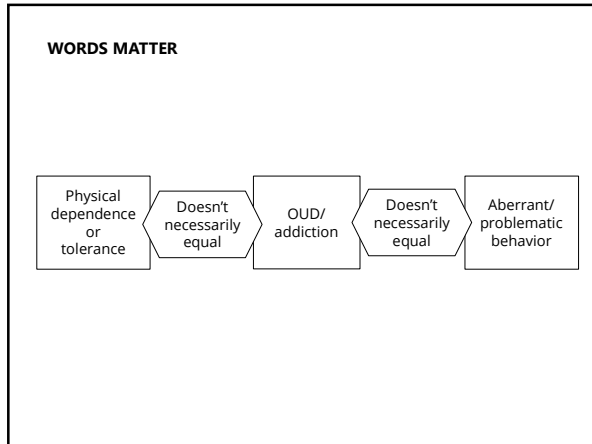 WORDS MATTER
Physical
dependence
or
tolerance
Doesn’t
necessarily
equal
OUD/
addiction
Doesn’t
necessarily
equal
Aberrant/
problematic
behavior